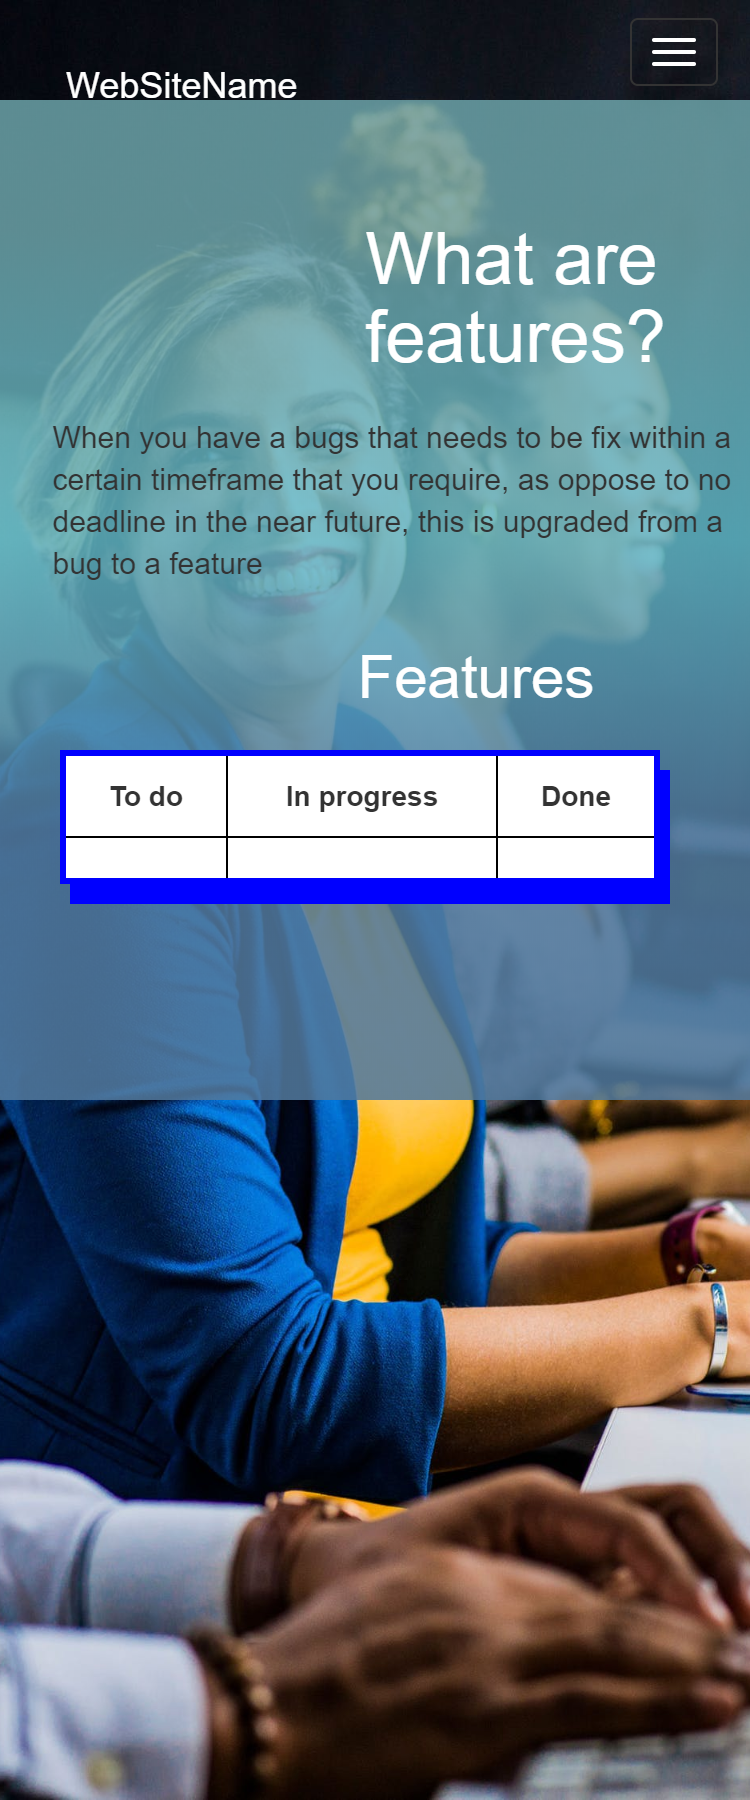 WebSiteName
What are
features?
When you have a bugs that needs to be fix within a
certain timeframe that you require, as oppose to no
deadline in the near future, this is upgraded from a
bug to a feature
Features
To do In progress Done